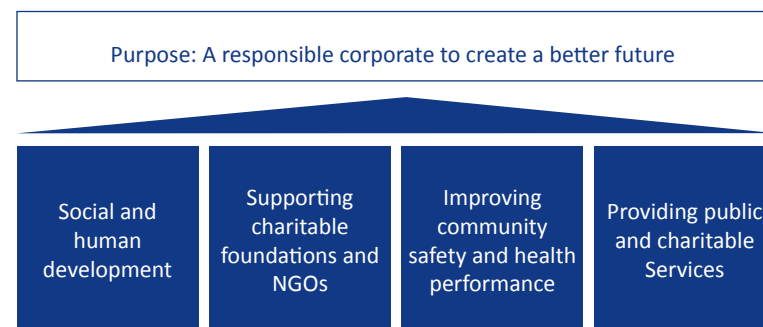 Purpose: A responsible corporate to create a better future
Social and
human
development
Supporting
charitable
foundations and
NGOs
Improving
community
safety and health
performance
Providing public
and charitable
Services